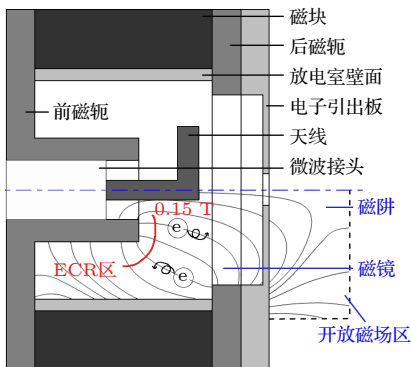 磁块
后磁轭
放电室壁面
电子引出板
前磁轭
天线
微波接头
0.15 T
磁阱
e
ECR区
e
磁镜
开放磁场区